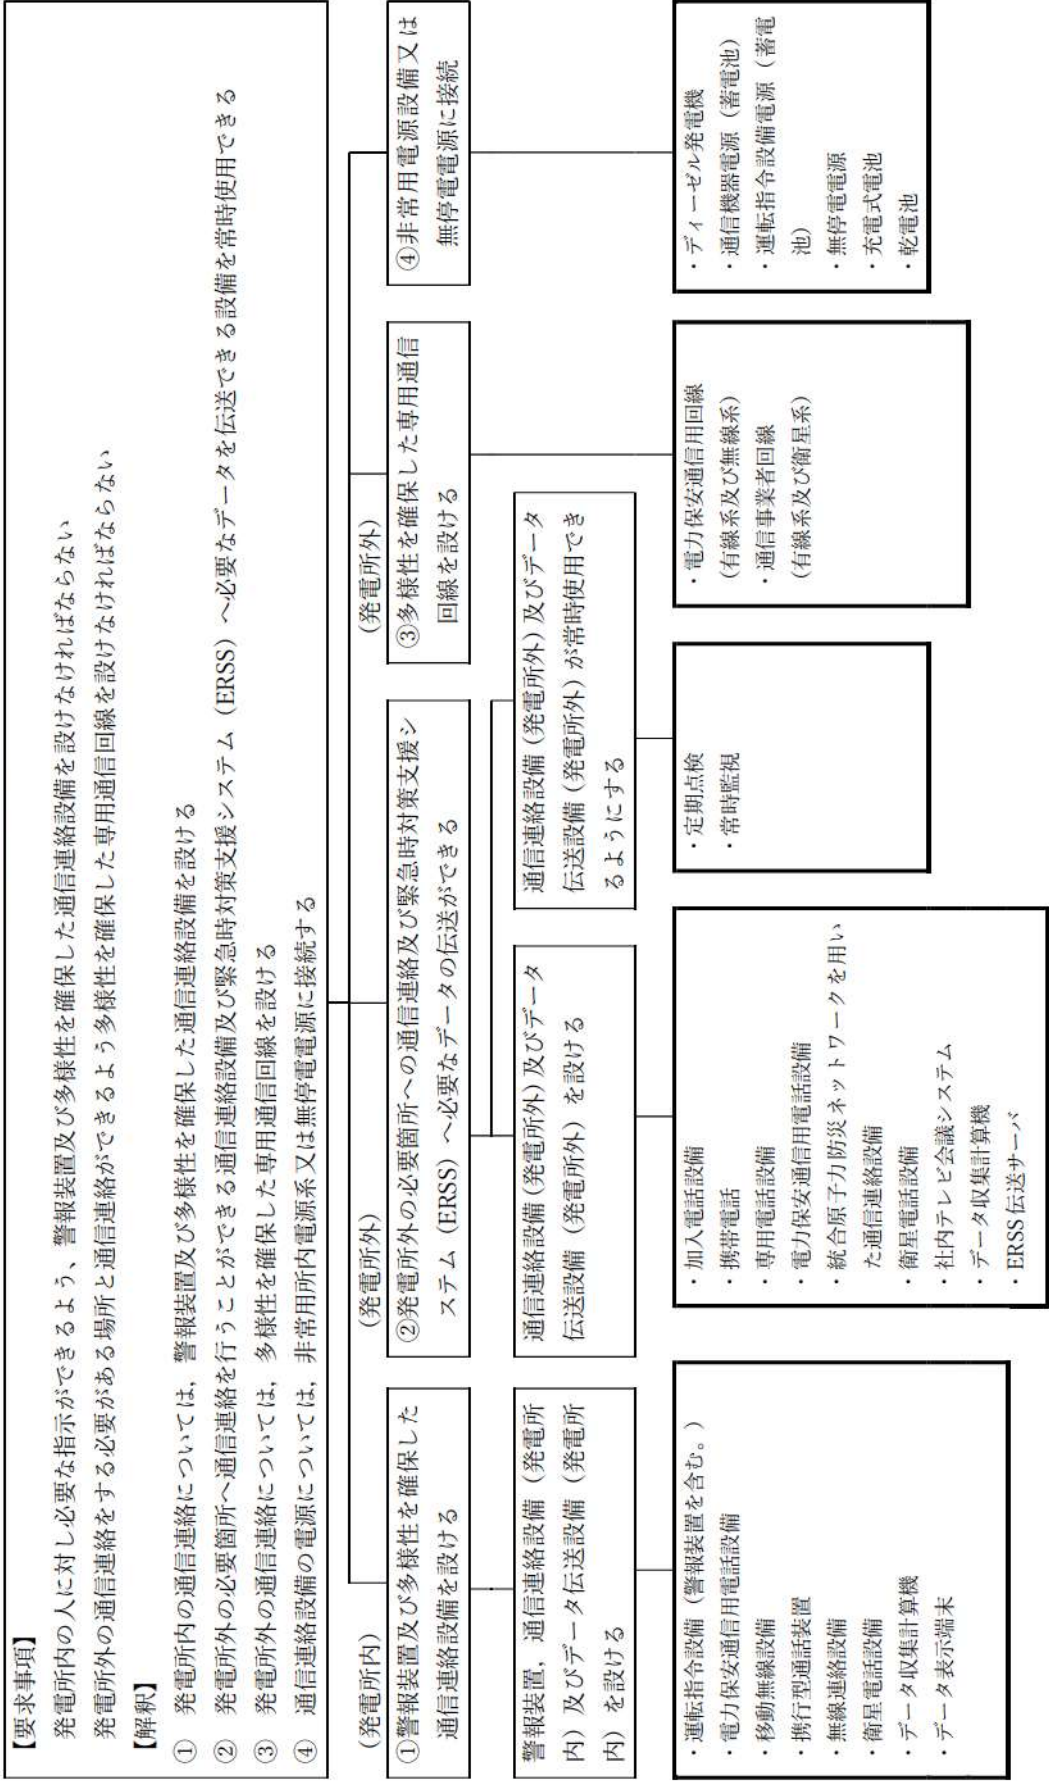 【要求事項】
発電所内の人に対し必要な指示ができるよう、警報装置及び多様性を確保した通信連絡設備を設けなければならない
発電所外の通信連絡をする必要がある場所と通信連絡ができるよう多様性を確保した専用通信回線を設けなければならない
【解釈】
① 発電所内の通信連絡については，警報装置及び多様性を確保した通信連絡設備を設ける
② 発電所外の必要箇所へ通信連絡を行うことができる通信連絡設備及び緊急時対策支援システム（ERSS）へ必要なデータを伝送できる設備を常時使用できる
③ 発電所外の通信連絡については，多様性を確保した専用通信回線を設ける
④ 通信連絡設備の電源については，非常用所内電源系又は無停電電源に接続する
（発電所内）
①警報装置及び多様性を確保した
通信連絡設備を設ける
警報装置，通信連絡設備（発電所
内）及びデータ伝送設備（発電所
内）を設ける
・運転指令設備（警報装置を含む。）
・電力保安通信用電話設備
・移動無線設備
・携行型通話装置
・無線連絡設備
・衛星電話設備
・データ収集計算機
・データ表示端末
（発電所外）
②発電所外の必要箇所への通信連絡及び緊急時対策支援シ
ステム（ERSS）へ必要なデータの伝送ができる
通信連絡設備（発電所外）及びデータ
伝送設備（発電所外）を設ける
・加入電話設備
・携帯電話
・専用電話設備
・電力保安通信用電話設備
・統合原子力防災ネットワークを用い
た通信連絡設備
・衛星電話設備
・社内テレビ会議システム
・データ収集計算機
・ERSS伝送サーバ
通信連絡設備（発電所外）及びデータ
伝送設備（発電所外）が常時使用でき
るようにする
・定期点検
・常時監視
（発電所外）
③多様性を確保した専用通信
回線を設ける
・電力保安通信用回線
（有線系及び無線系）
・通信事業者回線
（有線系及び衛星系）
④非常用電源設備又は
無停電電源に接続
・ディーゼル発電機
・通信機器電源（蓄電池）
・運転指令設備電源（蓄電
池）
・無停電電源
・充電式電池
・乾電池